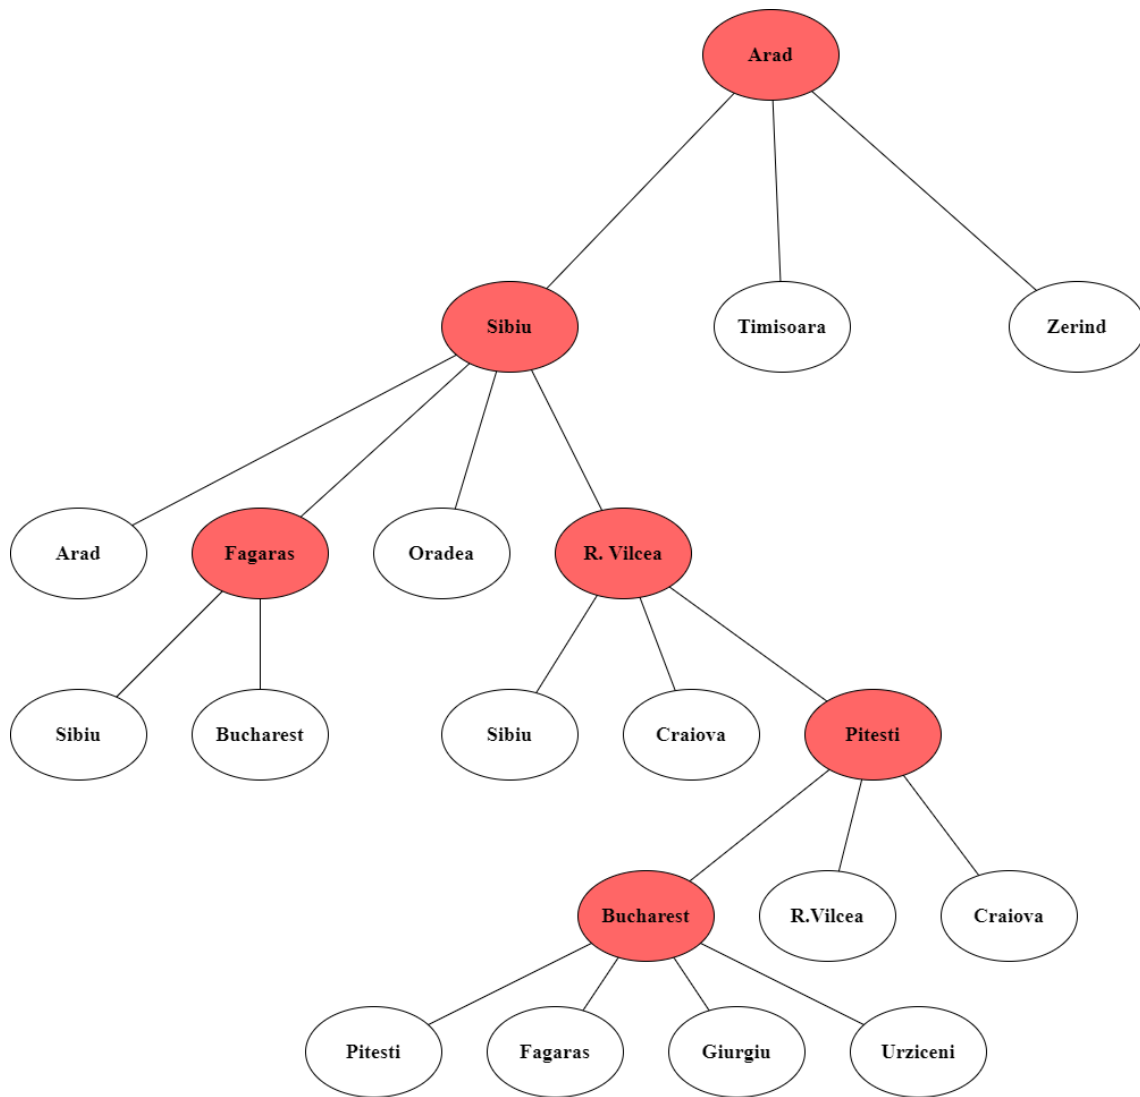 Arad
Sibiu
Timisoara
Zerind
Arad
Fagaras
Oradea
R. Vilcea
Sibiu
Bucharest
Sibiu
Craiova
Pitesti
Bucharest
R.Vilcea
Craiova
Pitesti
Fagaras
Giurgiu
Urziceni